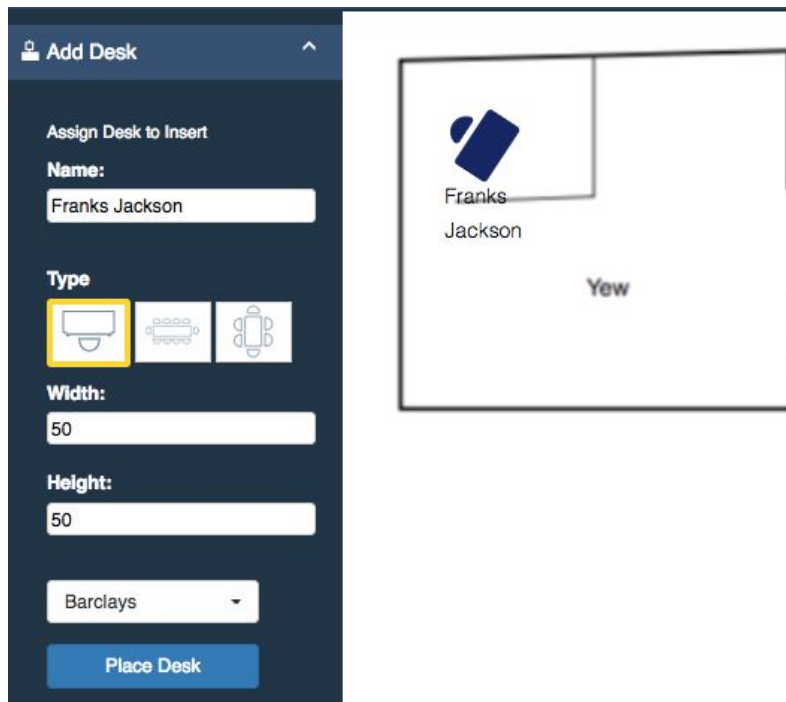 Add Desk
Assign Desk to Insert
Name:
Franks Jackson
Type
Width:
50
Height:
50
Barclays
Place Desk
Franks
Jackson
Yew